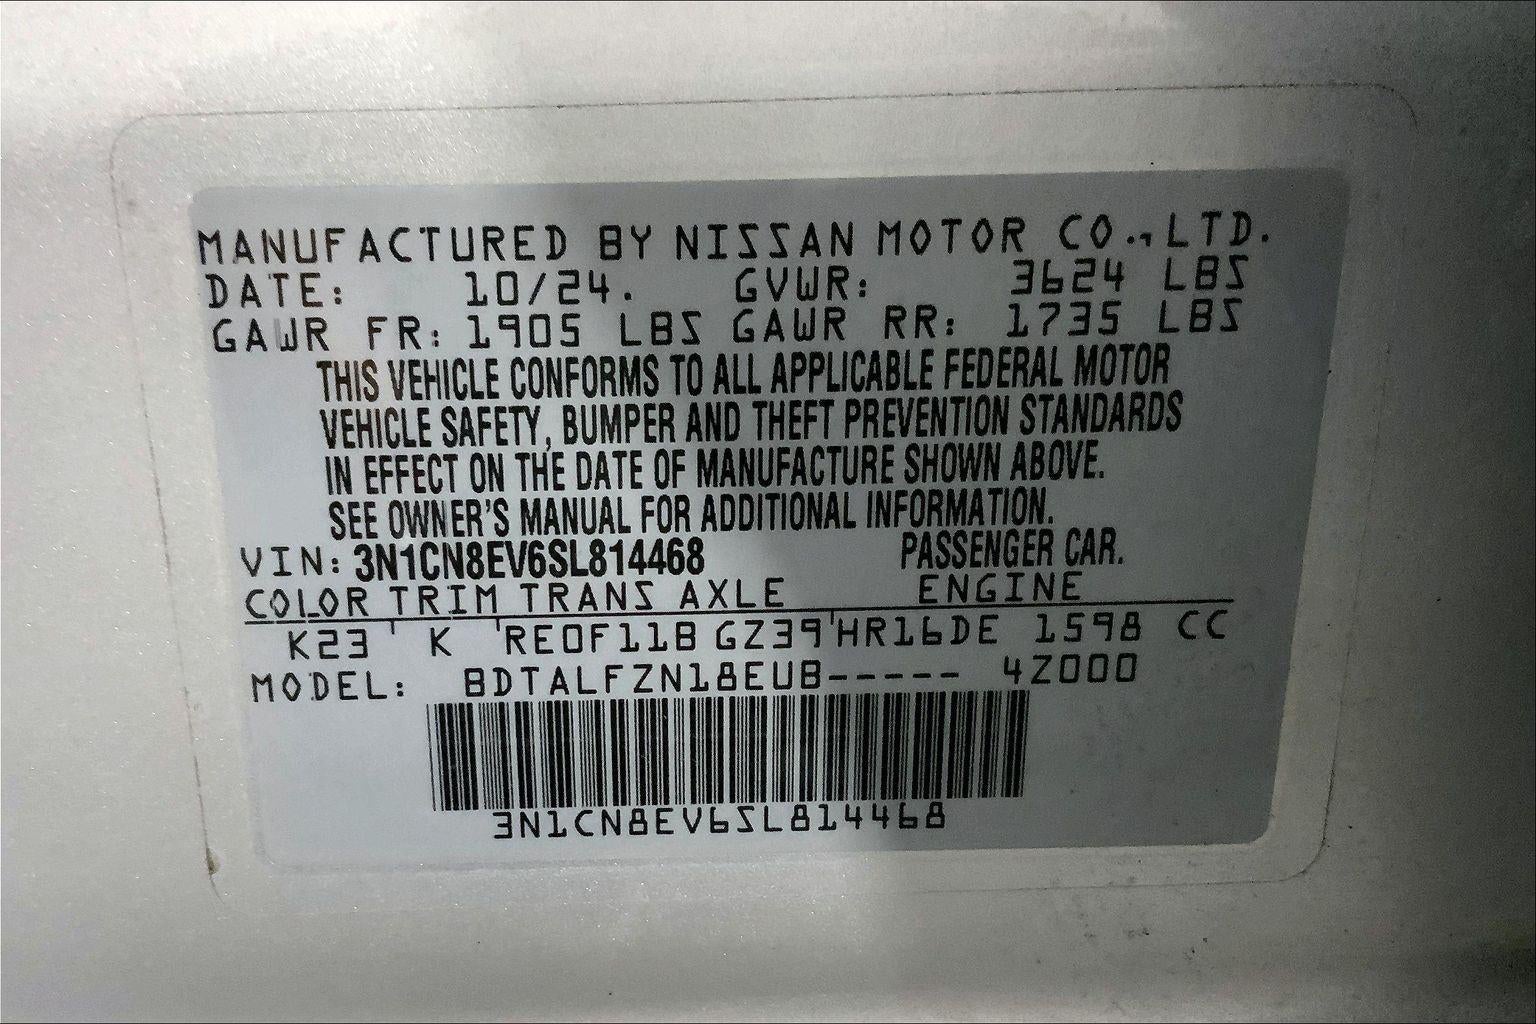 MANUFACTURED BY NISSAN MOTOR CO., LTD.
DATE: 10/24. GVWR: 3624 LBS
GAWR FR: 1905 LBS GAWR RR: 1735 LBS
THIS VEHICLE CONFORMS TO ALL APPLICABLE FEDERAL MOTOR
VEHICLE SAFETY, BUMPER AND THEFT PREVENTION STANDARDS
IN EFFECT ON THE DATE OF MANUFACTURE SHOWN ABOVE.
SEE OWNER'S MANUAL FOR ADDITIONAL INFORMATION.
VIN: 3N1CN8EV6SL814468 PASSENGER CAR.
COLOR TRIM TRANS AXLE ENGINE
K23 K RE0F11B GZ39 HR16DE 1598 CC
MODEL: BDTALFZN18EUB----- 4Z000
3N1CN8EV6SL814468